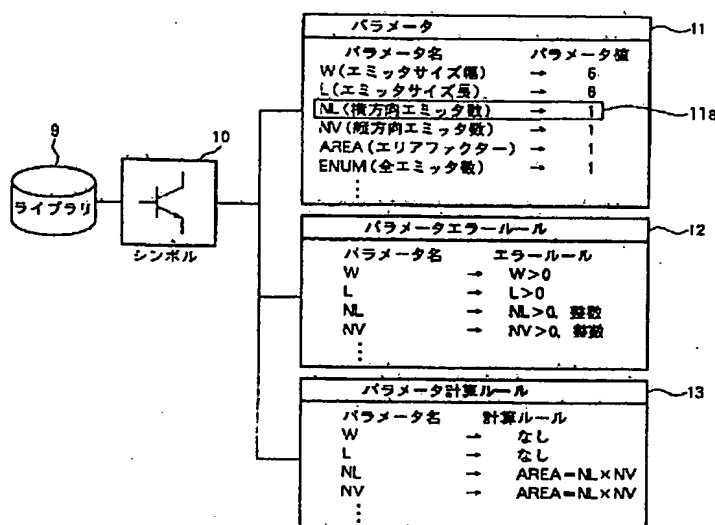 パラメータ
11
パラメータ名 パラメータ値
W(エミッタサイズ幅) → 6
L(エミッタサイズ長) → 6
NL(横方向エミッタ数) → 1
11a
NV(縦方向エミッタ数) → 1
AREA(エリアファクター) → 1
ENUM(全エミッタ数) → 1
⋮
9
ライブラリ
10
シンボル
パラメータエラールール
12
パラメータ名 エラールール
W → W>0
L → L>0
NL → NL>0, 整数
NV → NV>0, 整数
⋮
パラメータ計算ルール
13
パラメータ名 計算ルール
W → なし
L → なし
NL → AREA=NL×NV
NV → AREA=NL×NV
⋮